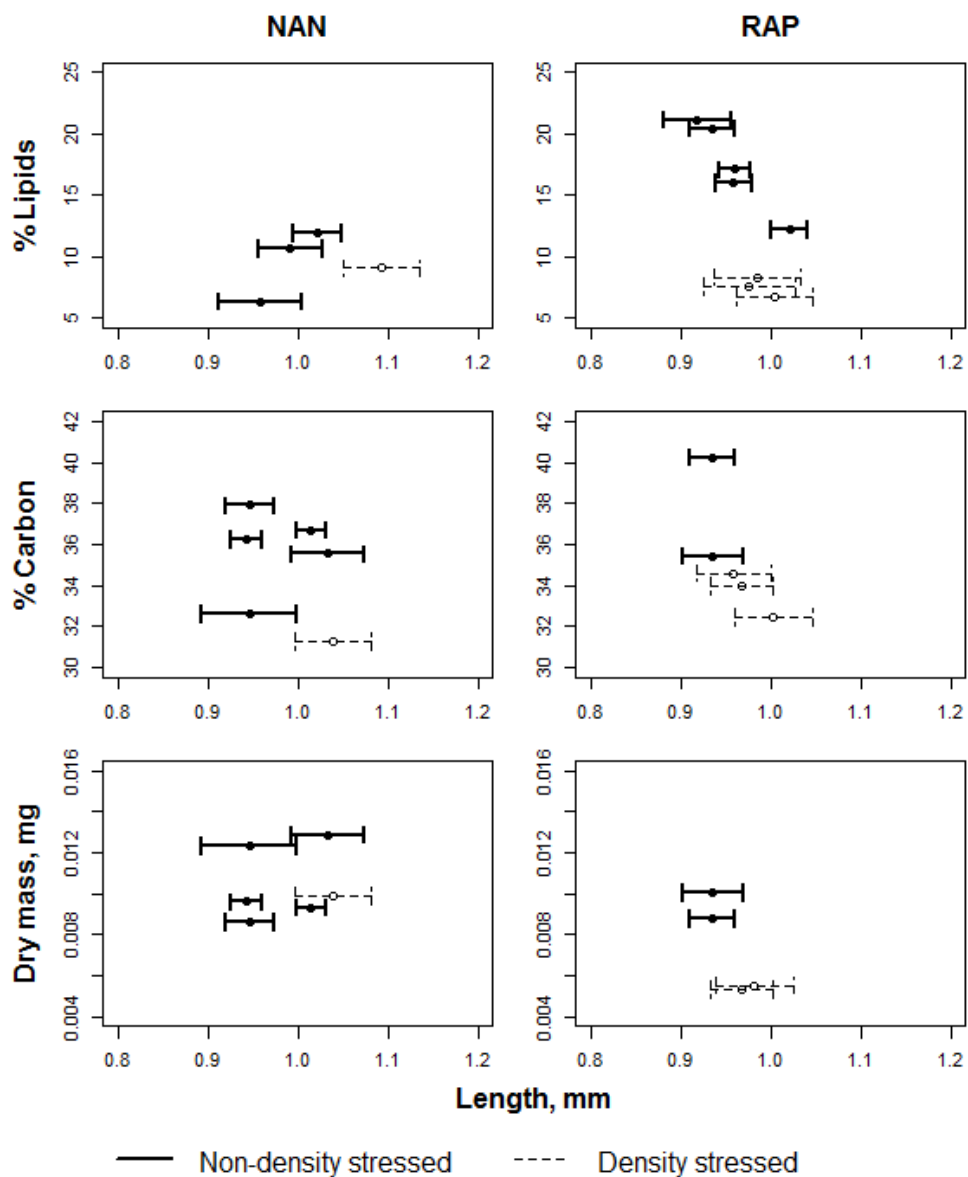 NAN RAP
% Lipids
25
20
15
10
5
0.8 0.9 1.0 1.1 1.2
25
20
15
10
5
0.8 0.9 1.0 1.1 1.2
% Carbon
42
40
38
36
34
32
30
0.8 0.9 1.0 1.1 1.2
42
40
38
36
34
32
30
0.8 0.9 1.0 1.1 1.2
Dry mass, mg
0.016
0.012
0.008
0.004
0.8 0.9 1.0 1.1 1.2
0.016
0.012
0.008
0.004
0.8 0.9 1.0 1.1 1.2
Length, mm
Non-density stressed Density stressed